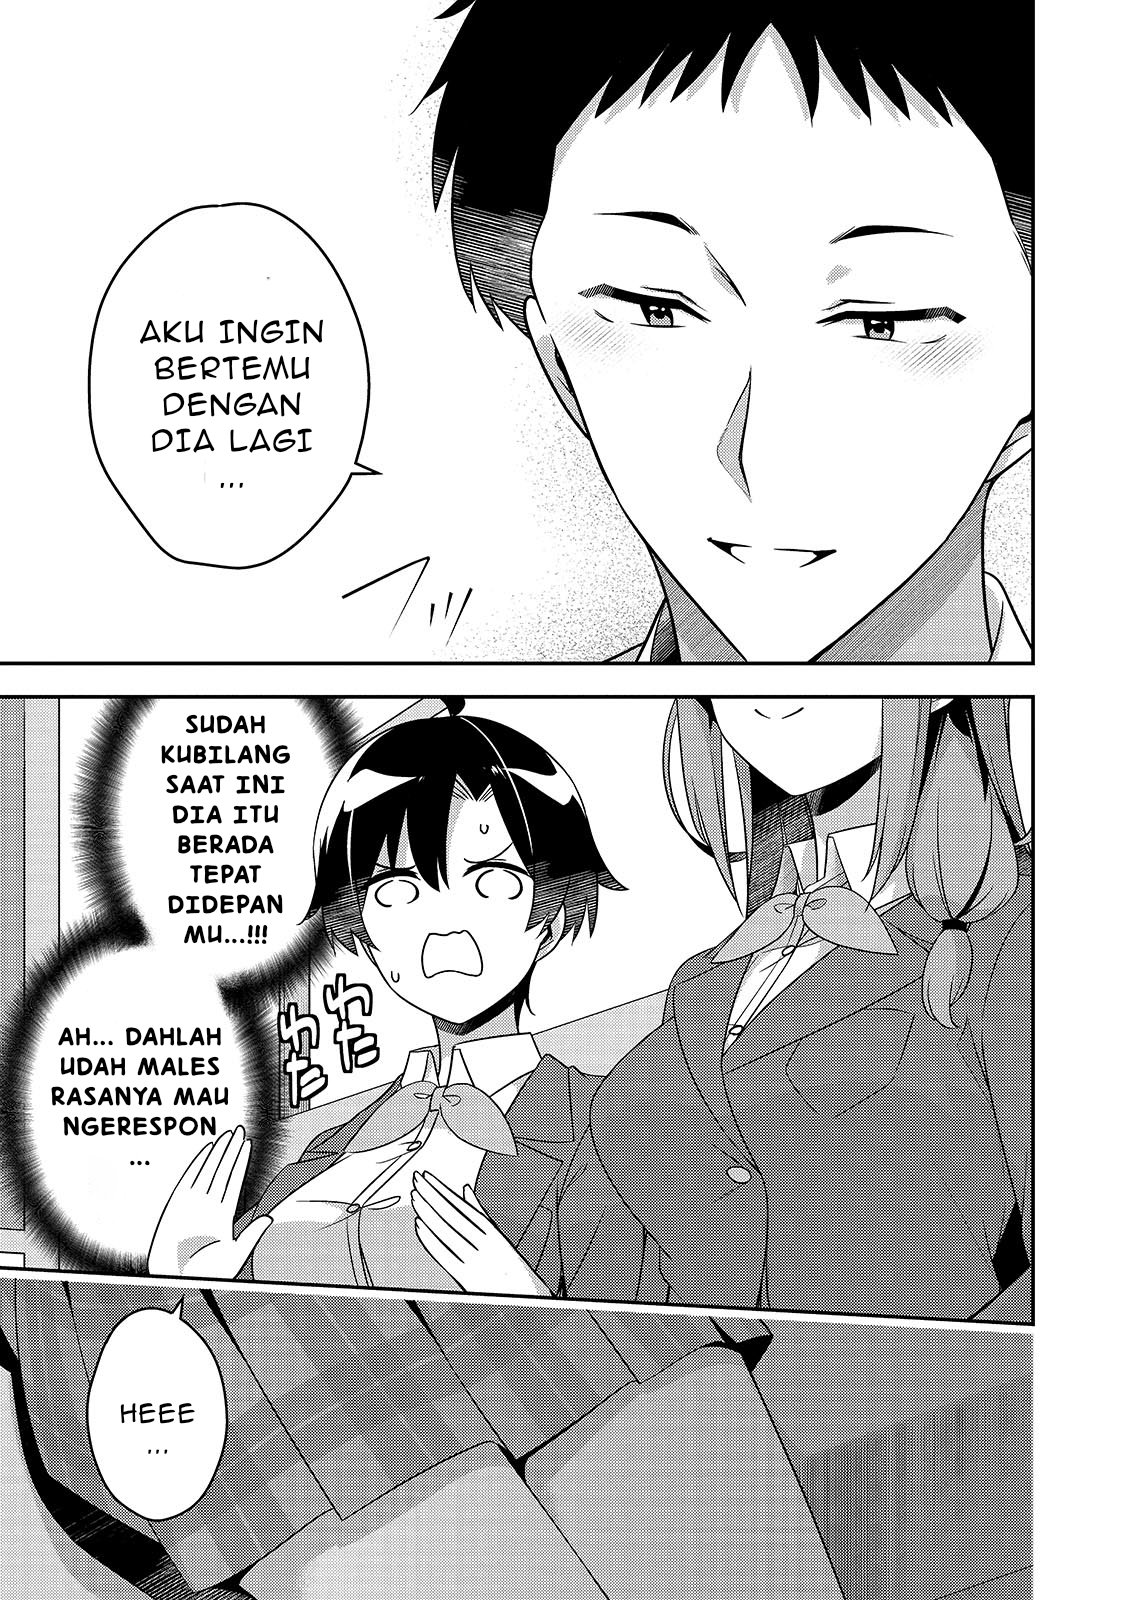 AKU INGIN
BERTEMU
DENGAN
DIA LAGI
...
SUDAH
KUBILANG
SAAT INI
DIA ITU
BERADA
TEPAT
DIDEPAN
MU...!!!
AH... DAHLAH
UDAH MALES
RASANYA MAU
NGERESPON
...
わた
わた
HEEE
...